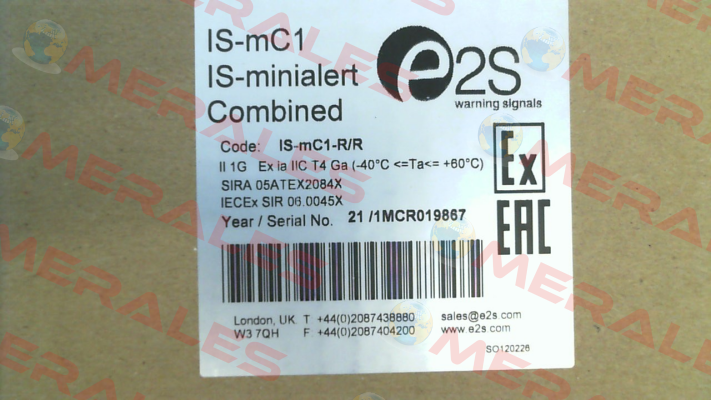 IS-mC1
IS-minialert
Combined
e2S
warning signals
Code: IS-mC1-R/R
II 1G Ex ia IIC T4 Ga (-40°C <=Ta<= +60°C)
SIRA 05ATEX2084X
IECEx SIR 06.0045X
Year / Serial No. 21 /1MCR019867
Ex
EAC
London, UK T +44(0)2087438880
W3 7QH F +44(0)2087404200
sales@e2s com
www.e2s.com
SO120226
MERALES
MERALES
MERALES
MERALES
MERALES
MERALES